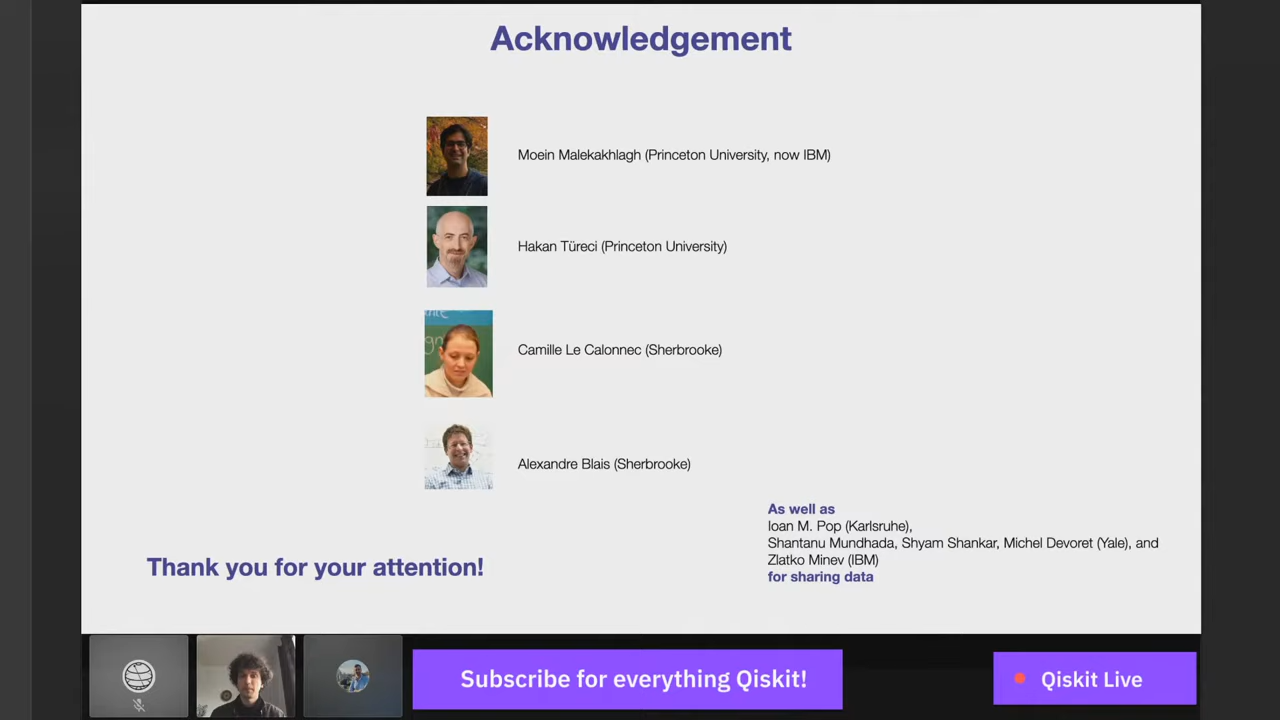 Acknowledgement
Moein Malekakhlagh (Princeton University, now IBM)
Hakan Türeci (Princeton University)
Camille Le Calonnec (Sherbrooke)
Alexandre Blais (Sherbrooke)
As well as
Ioan M. Pop (Karlsruhe),
Shantanu Mundhada, Shyam Shankar, Michel Devoret (Yale), and
Zlatko Minev (IBM)
for sharing data
Thank you for your attention!
Subscribe for everything Qiskit!
Qiskit Live